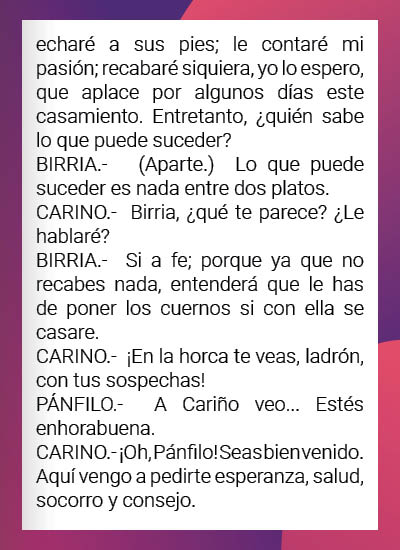 echaré a sus pies; le contaré mi
pasión; recabaré siquiera, yo lo espero,
que aplace por algunos días este
casamiento. Entretanto, ¿quién sabe
lo que puede suceder?
BIRRIA.- (Aparte.) Lo que puede
suceder es nada entre dos platos.
CARINO.- Birria, ¿qué te parece? ¿Le
hablaré?
BIRRIA.- Si a fe; porque ya que no
recabes nada, entenderá que le has
de poner los cuernos si con ella se
casare.
CARINO.- ¡En la horca te veas, ladrón,
con tus sospechas!
PÁNFILO.- A Cariño veo... Estés
enhorabuena.
CARINO.- ¡Oh, Pánfilo! Seas bienvenido.
Aquí vengo a pedirte esperanza, salud,
socorro y consejo.